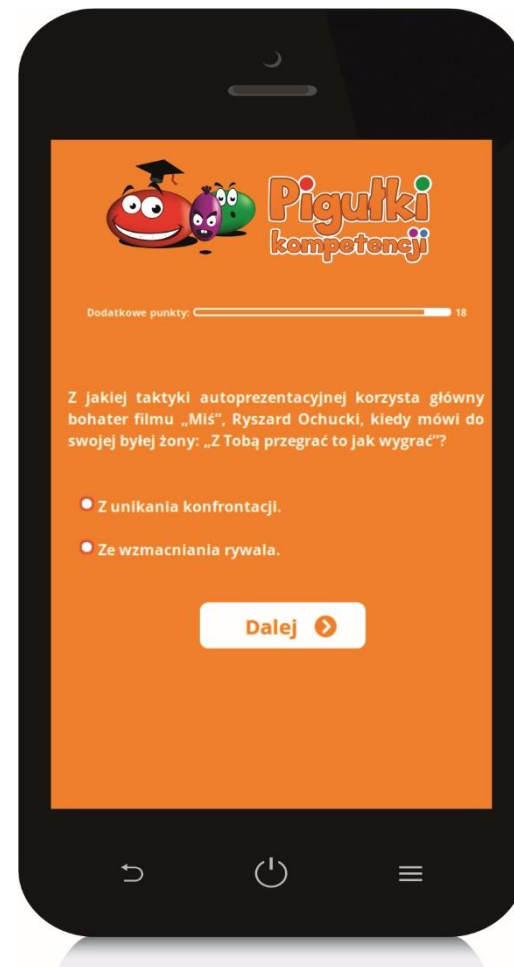 Pigułki
kompetencji
Dodatkowe punkty: 18
Z jakiej taktyki autoprezentacyjnej korzysta główny
bohater filmu „Miś”, Ryszard Ochucki, kiedy mówi do
swojej byłej żony: „Z Tobą przegrać to jak wygrać”?
Z unikania konfrontacji.
Ze wzmacniania rywala.
Dalej